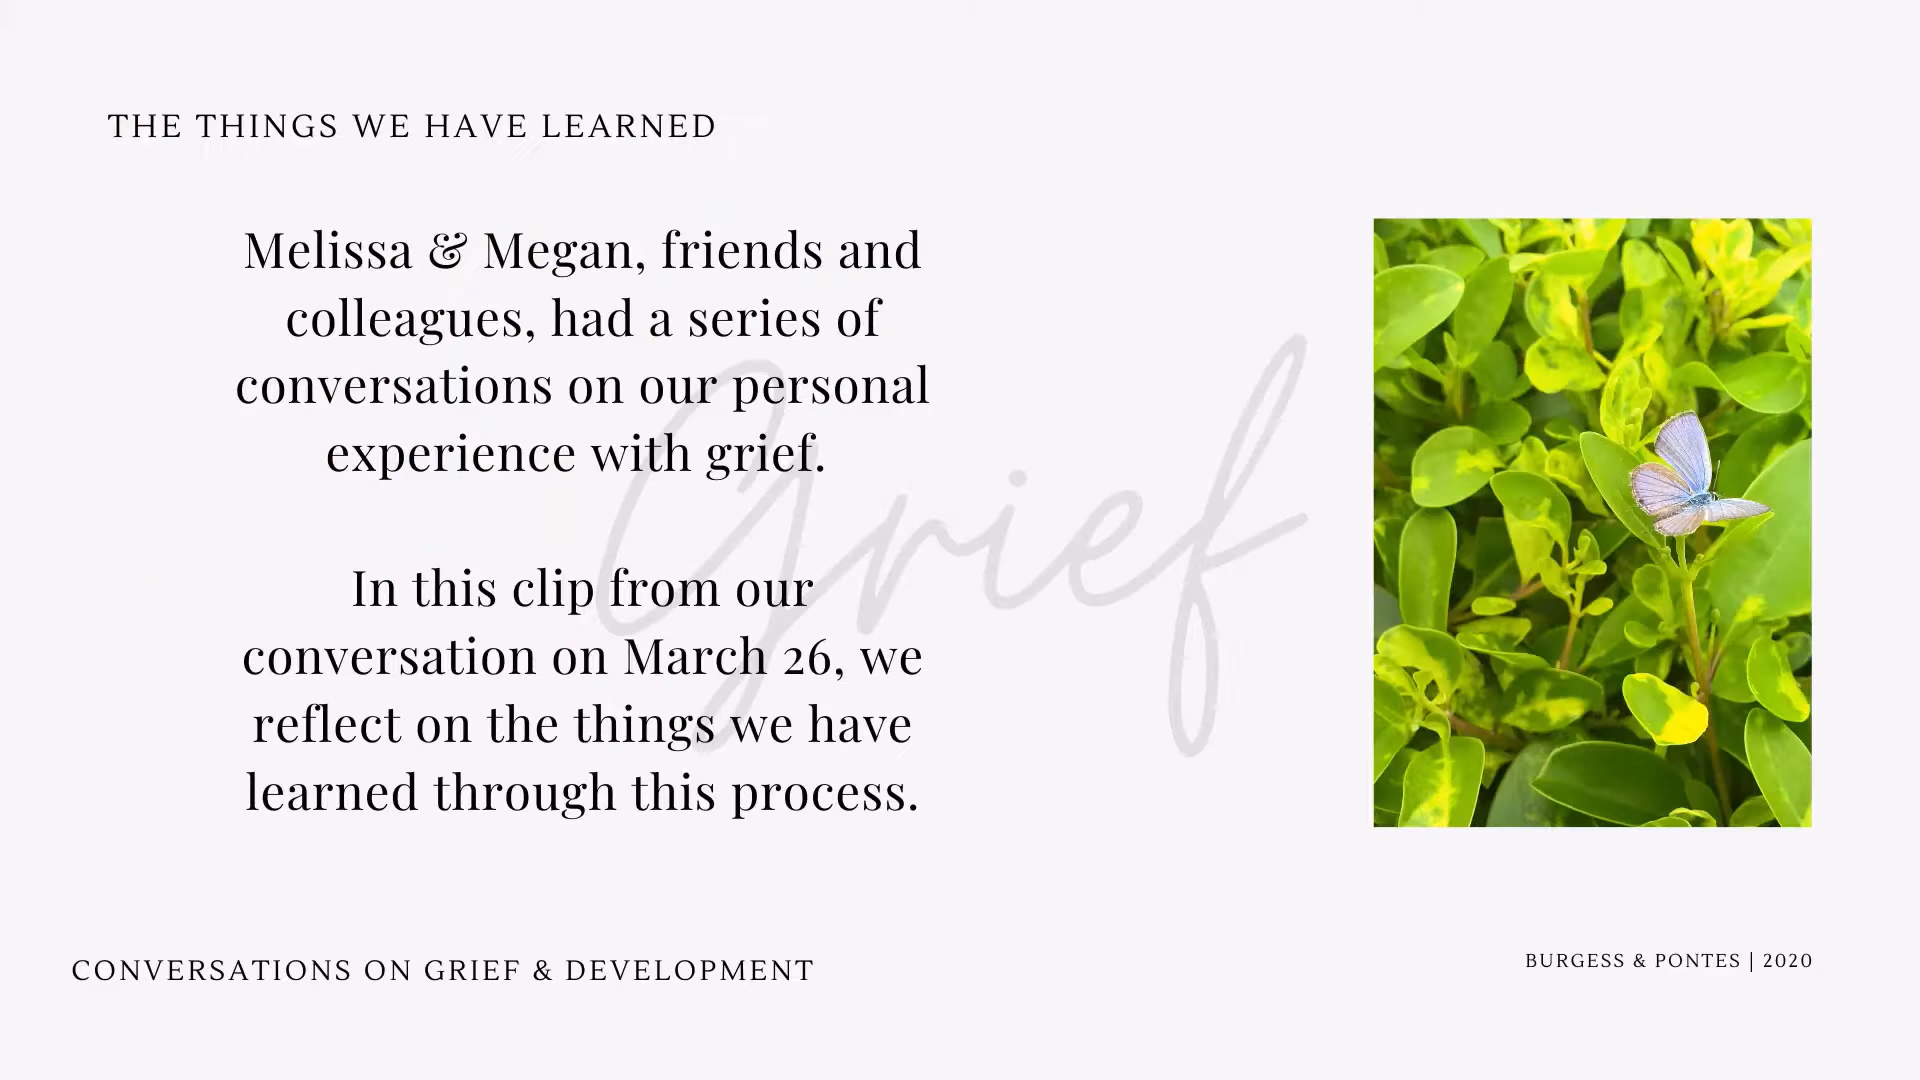 THE THINGS WE HAVE LEARNED
Melissa & Megan, friends and
colleagues, had a series of
conversations on our personal
experience with grief.
In this clip from our
conversation on March 26, we
reflect on the things we have
learned through this process.
Grief
CONVERSATIONS ON GRIEF & DEVELOPMENT
BURGESS & PONTES | 2020